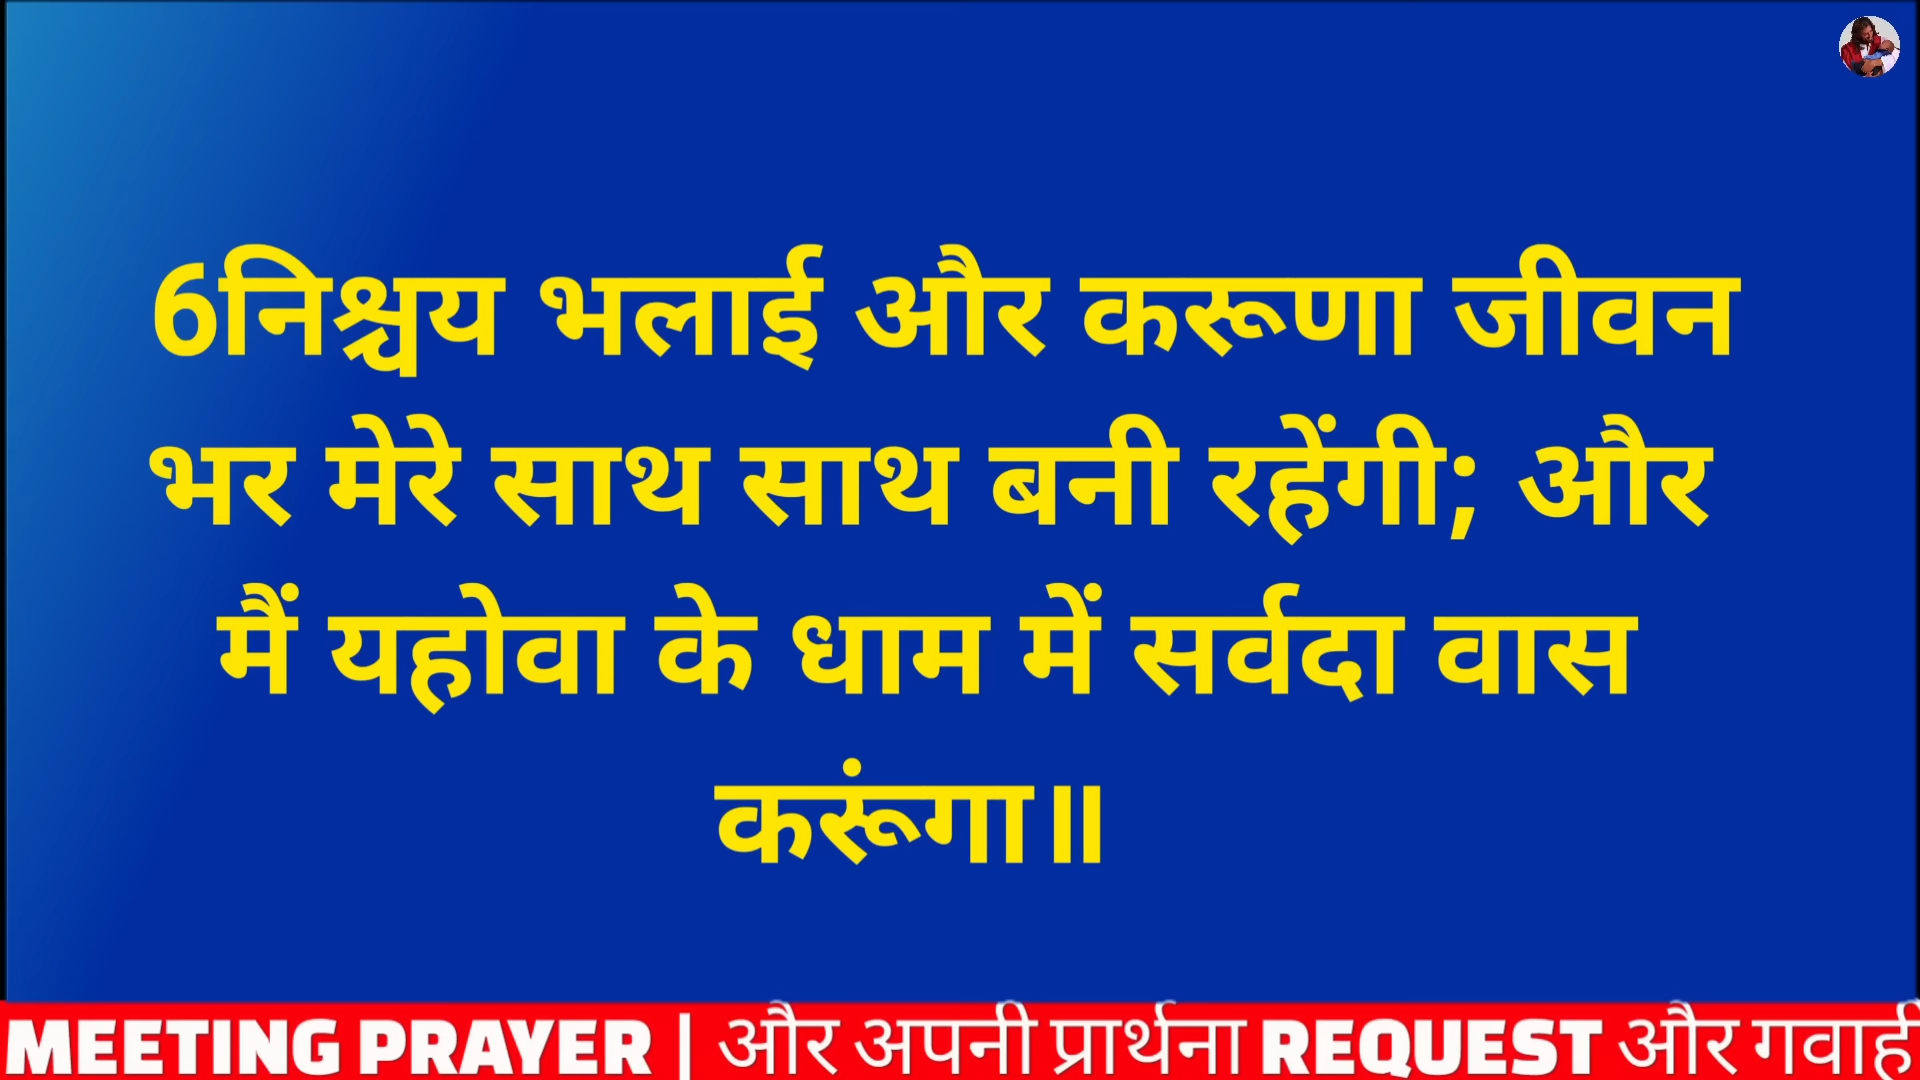 6निश्चय भलाई और करूणा जीवन
भर मेरे साथ साथ बनी रहेंगी; और
मैं यहोवा के धाम में सर्वदा वास
करूंगा॥
MEETING PRAYER | और अपनी प्रार्थना REQUEST और गवाही